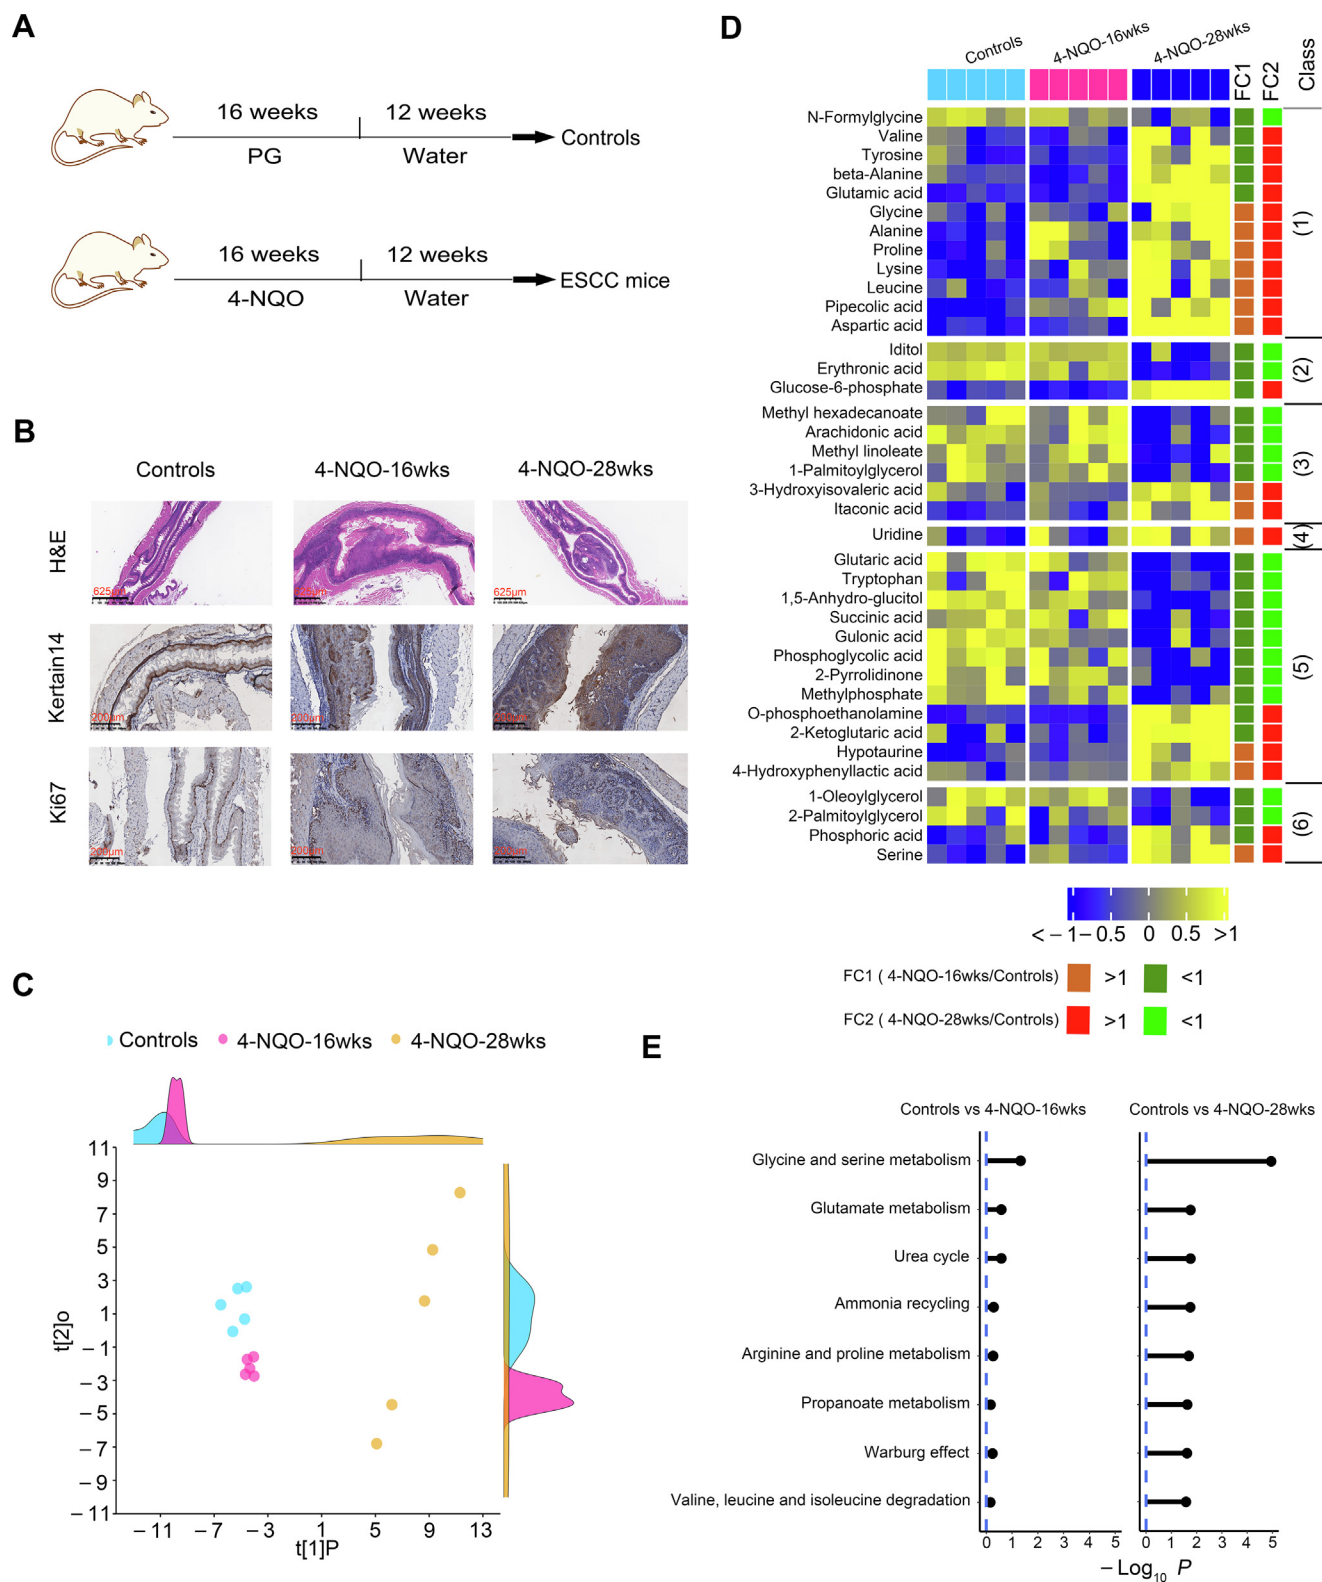 A
16 weeks 12 weeks
PG Water
Controls
16 weeks 12 weeks
4-NQO Water
ESCC mice
B
Controls 4-NQO-16wks 4-NQO-28wks
H&E
625μm 625μm 625μm
Kertain14
200μm 200μm 200μm
Ki67
200μm 200μm 200μm
C
Controls 4-NQO-16wks 4-NQO-28wks
11
9
7
5
3
1
–1
–3
–5
–7
–9
–11
t[2]o
–11 –7 –3 1 5 9 13
t[1]P
D
Controls 4-NQO-16wks 4-NQO-28wks FC1 FC2 Class
N-Formylglycine
Valine
Tyrosine
beta-Alanine
Glutamic acid
Glycine
Alanine
Proline
Lysine
Leucine
Pipecolic acid
Aspartic acid
(1)
Iditol
Erythronic acid
Glucose-6-phosphate
(2)
Methyl hexadecanoate
Arachidonic acid
Methyl linoleate
1-Palmitoylglycerol
3-Hydroxyisovaleric acid
Itaconic acid
(3)
Uridine
(4)
Glutaric acid
Tryptophan
1,5-Anhydro-glucitol
Succinic acid
Gulonic acid
Phosphoglycolic acid
2-Pyrrolidinone
Methylphosphate
O-phosphoethanolamine
2-Ketoglutaric acid
Hypotaurine
4-Hydroxyphenyllactic acid
(5)
1-Oleoylglycerol
2-Palmitoylglycerol
Phosphoric acid
Serine
(6)
<–1 –0.5 0 0.5 >1
FC1 ( 4-NQO-16wks/Controls) >1 <1
FC2 ( 4-NQO-28wks/Controls) >1 <1
E
Controls vs 4-NQO-16wks Controls vs 4-NQO-28wks
Glycine and serine metabolism
Glutamate metabolism
Urea cycle
Ammonia recycling
Arginine and proline metabolism
Propanoate metabolism
Warburg effect
Valine, leucine and isoleucine degradation
0 1 2 3 4 5 0 1 2 3 4 5
–Log10 P